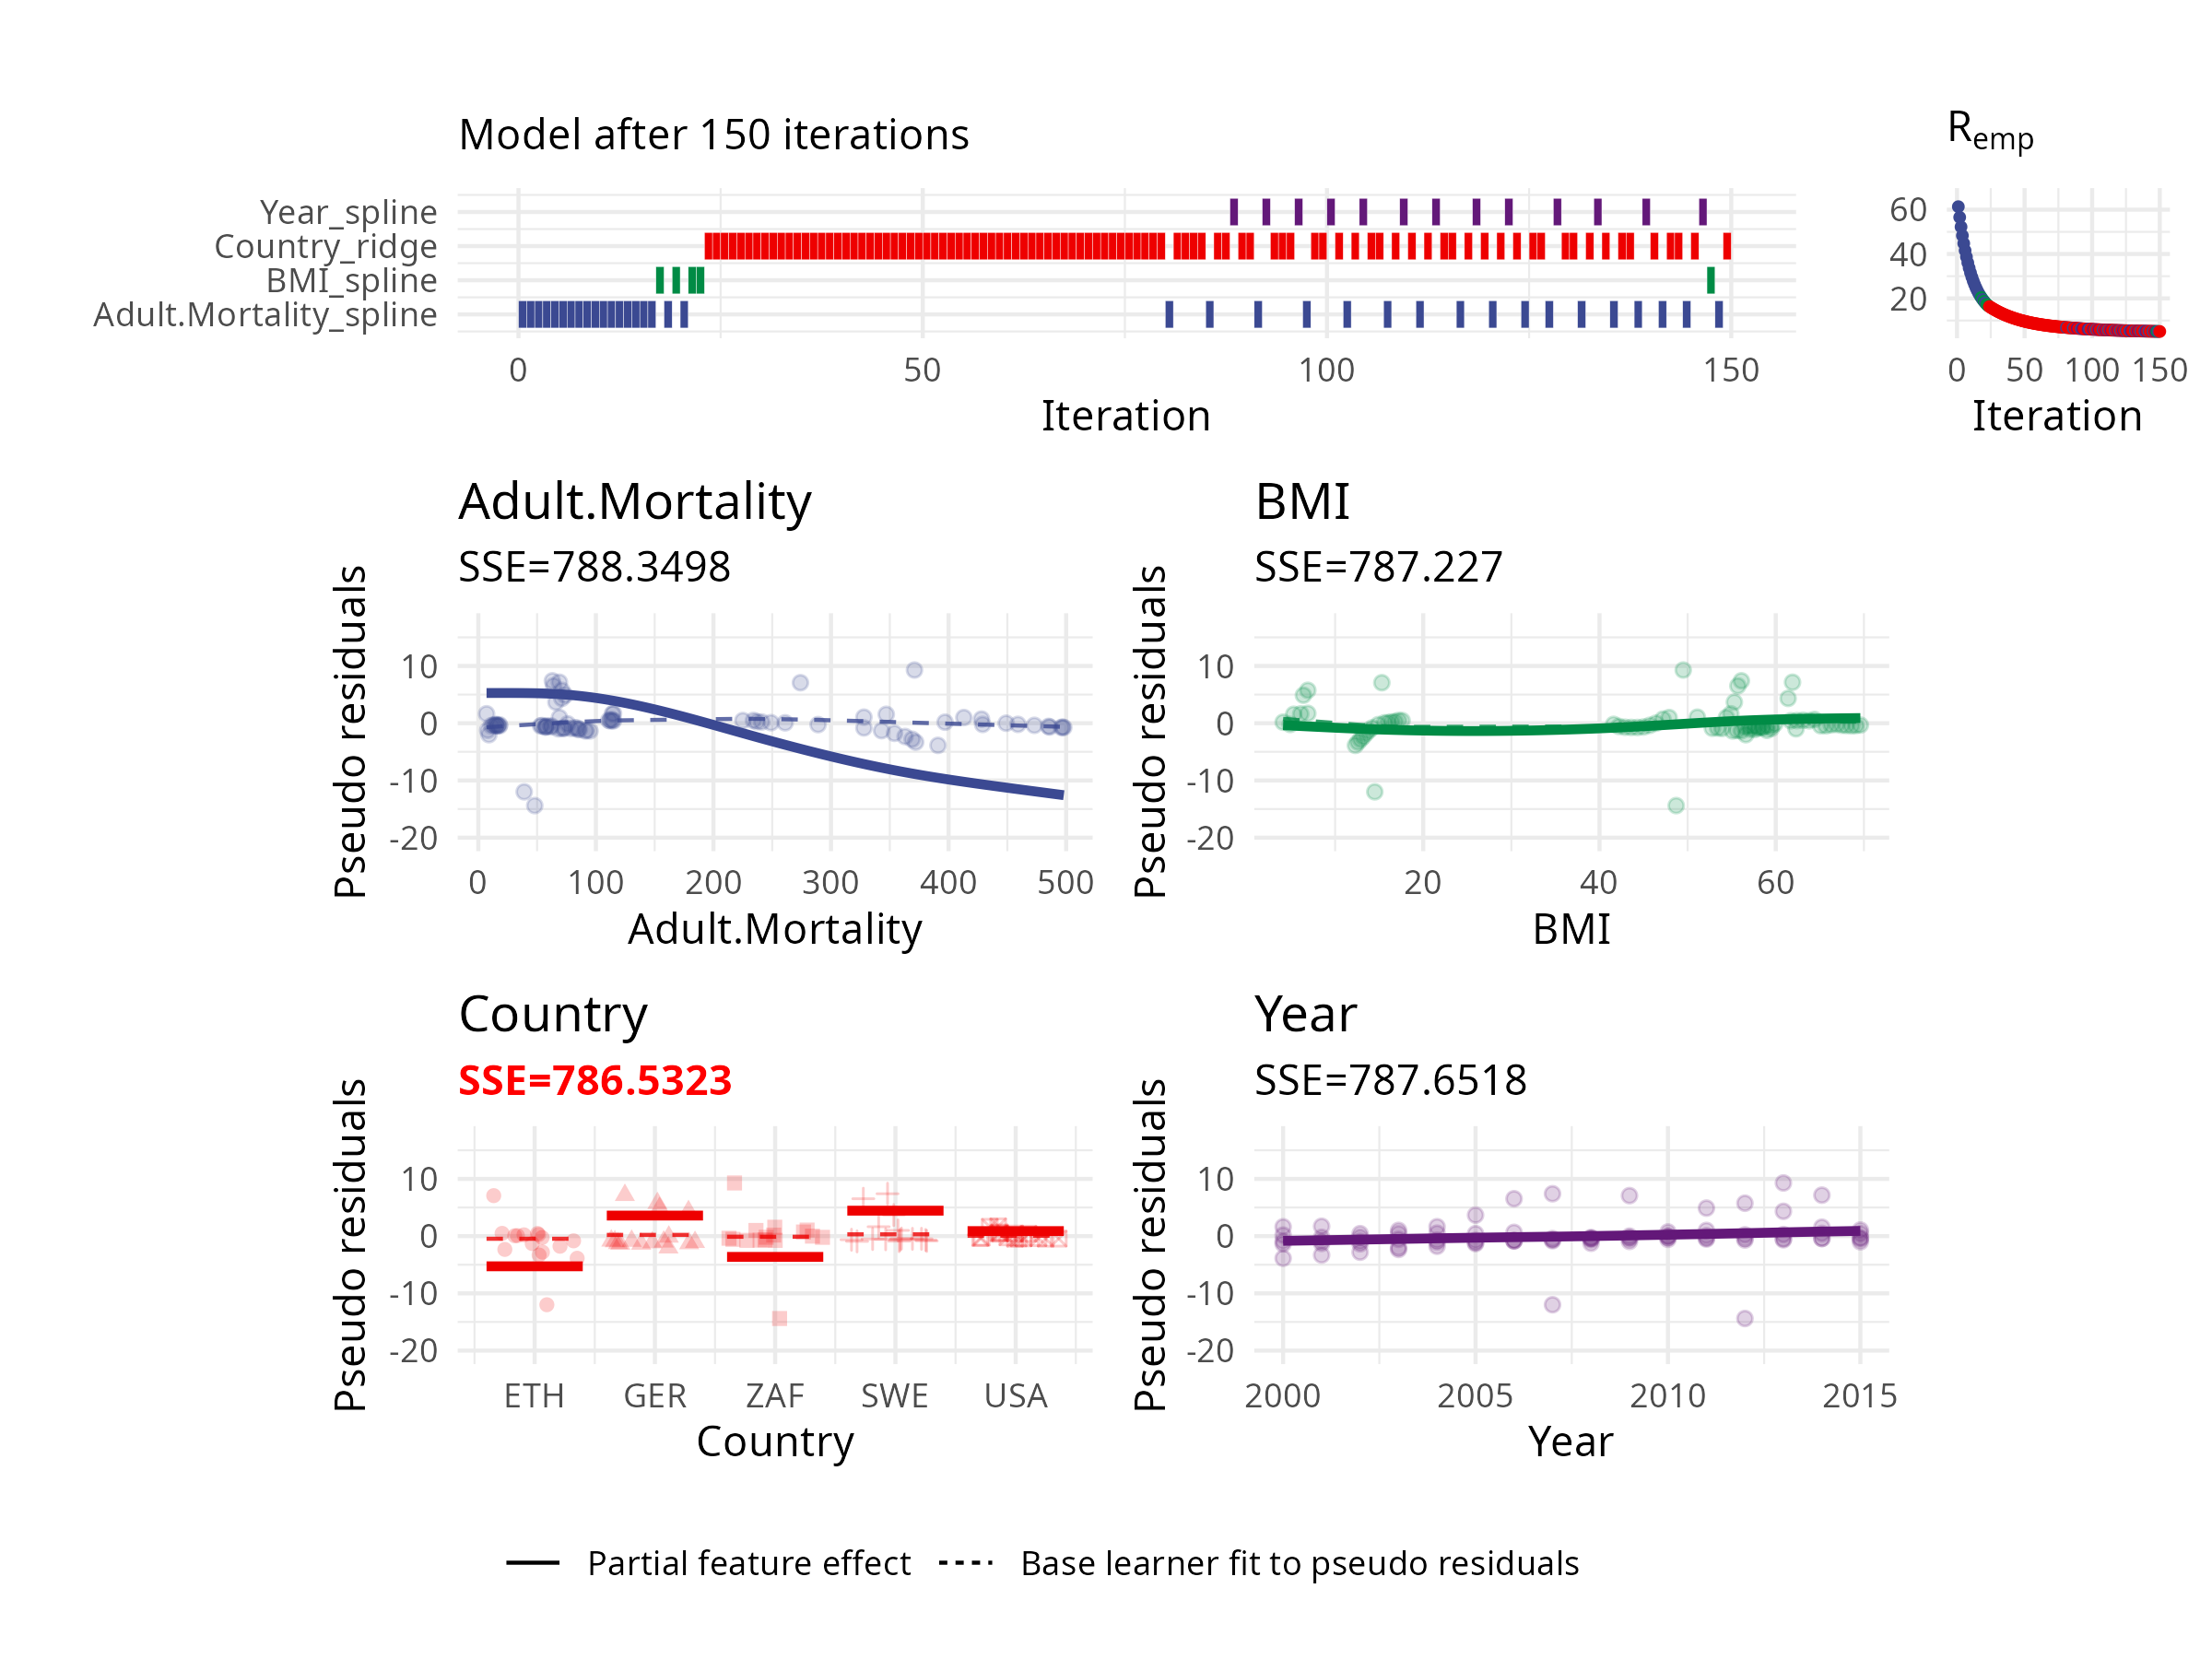 Model after 150 iterations
Year_spline
Country_ridge
BMI_spline
Adult.Mortality_spline
0 50 100 150
Iteration
Remp
60
40
20
0 50 100 150
Iteration
Adult.Mortality
SSE=788.3498
Pseudo residuals
10
0
-10
-20
0 100 200 300 400 500
Adult.Mortality
BMI
SSE=787.227
Pseudo residuals
10
0
-10
-20
20 40 60
BMI
Country
SSE=786.5323
Pseudo residuals
10
0
-10
-20
ETH GER ZAF SWE USA
Country
Year
SSE=787.6518
Pseudo residuals
10
0
-10
-20
2000 2005 2010 2015
Year
Partial feature effect Base learner fit to pseudo residuals